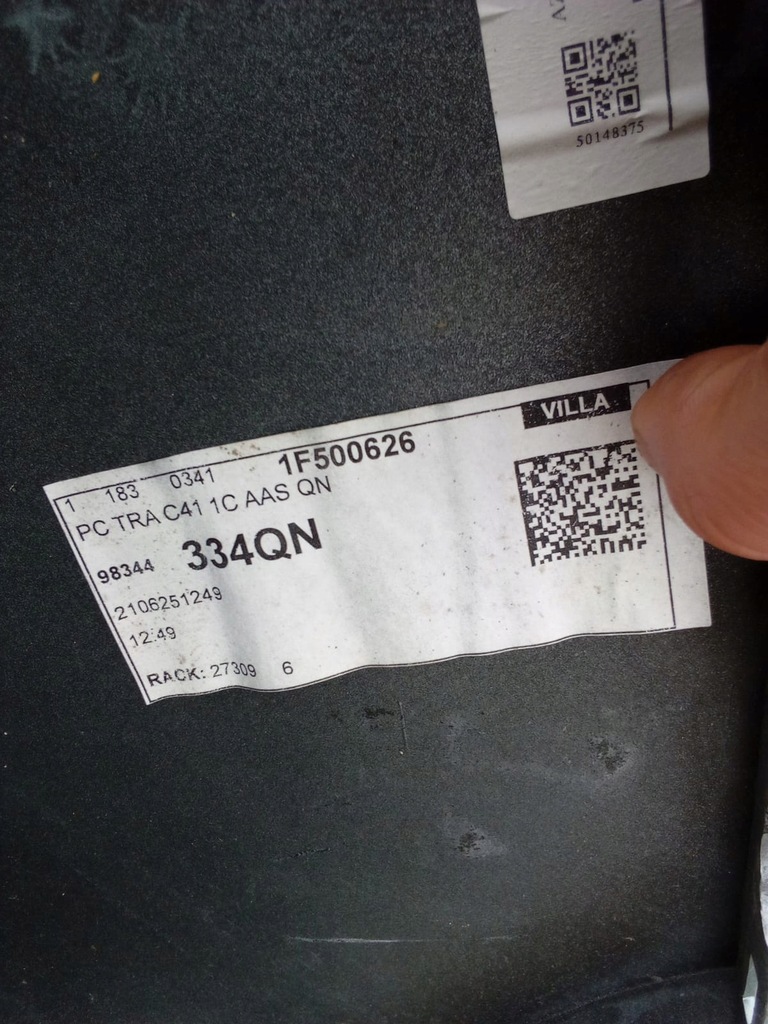 50148375
VILLA
1 183 0341 1F500626
PC TRA C41 1C AAS QN
98344 334QN
2106251249
12:49
RACK: 27309 6